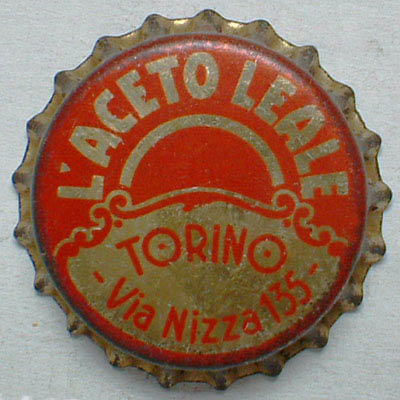 L'ACETO LEALE
TORINO
- Via Nizza 135 -